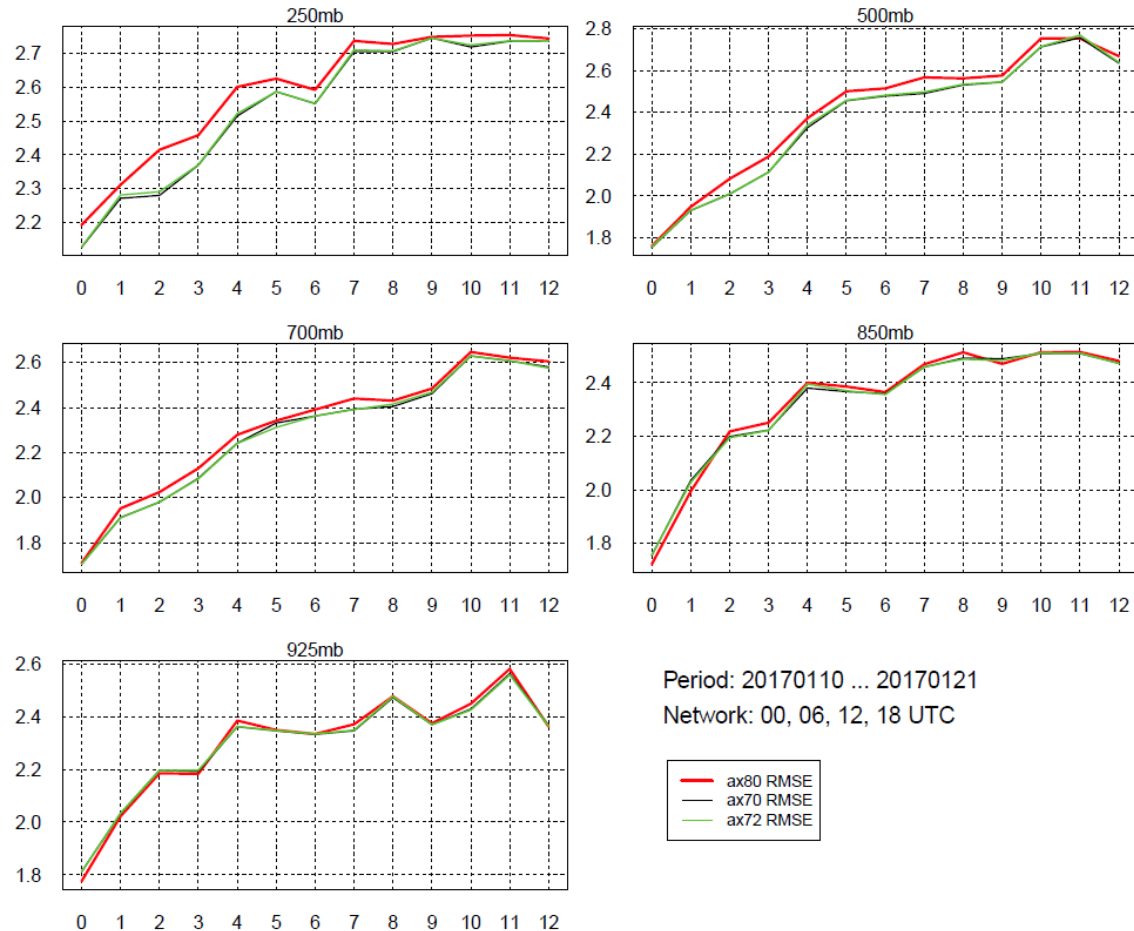 250mb
2.7
2.6
2.5
2.4
2.3
2.2
0 1 2 3 4 5 6 7 8 9 10 11 12
500mb
2.8
2.6
2.4
2.2
2.0
1.8
0 1 2 3 4 5 6 7 8 9 10 11 12
700mb
2.6
2.4
2.2
2.0
1.8
0 1 2 3 4 5 6 7 8 9 10 11 12
850mb
2.4
2.2
2.0
1.8
0 1 2 3 4 5 6 7 8 9 10 11 12
925mb
2.6
2.4
2.2
2.0
1.8
0 1 2 3 4 5 6 7 8 9 10 11 12
Period: 20170110 ... 20170121
Network: 00, 06, 12, 18 UTC
ax80 RMSE
ax70 RMSE
ax72 RMSE